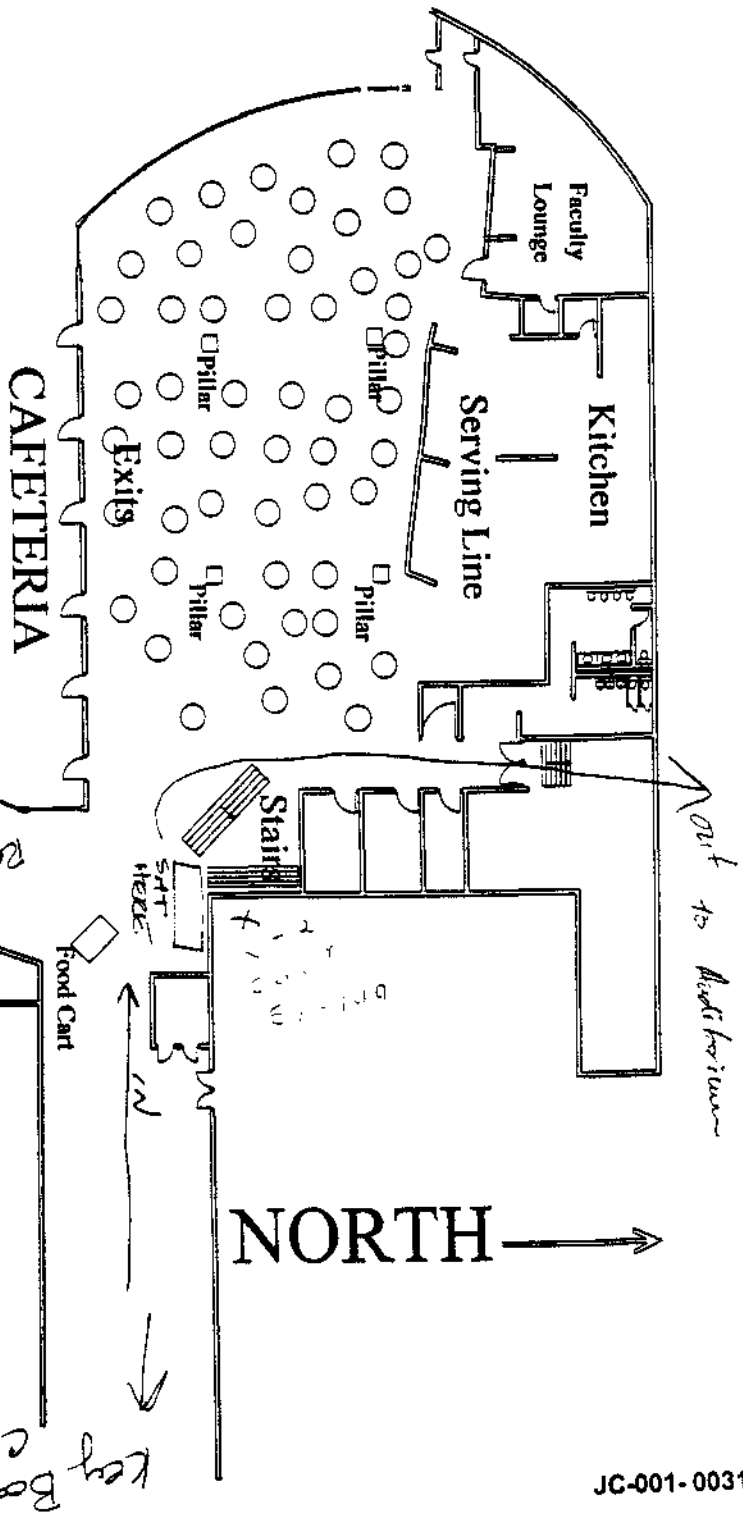 Faculty
Lounge
Kitchen
Serving Line
Pillar
Pillar
Pillar
Pillar
Exits
CAFETERIA
Stairs
SAT
HERE
Food Cart
out to Auditorium
IN
NORTH
Key
JC-001-0031